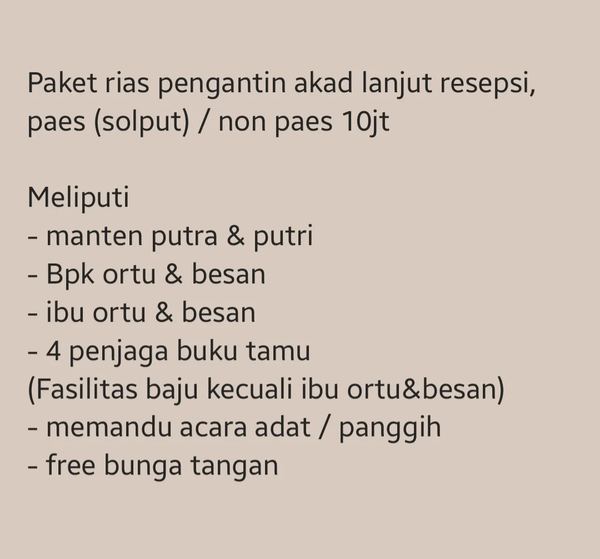 Paket rias pengantin akad lanjut resepsi,
paes (solput) / non paes 10jt
Meliputi
- manten putra & putri
- Bpk ortu & besan
- ibu ortu & besan
- 4 penjaga buku tamu
(Fasilitas baju kecuali ibu ortu&besan)
- memandu acara adat / panggih
- free bunga tangan